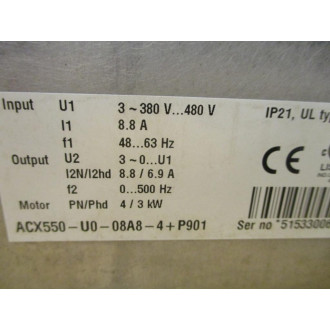 Input U1 3~380 V...480 V IP21, UL
I1 8.8 A
f1 48...63 Hz
Output U2 3~0...U1
I2N/I2hd 8.8 / 6.9 A
f2 0...500 Hz
Motor PN/Phd 4 / 3 kW
ACX550-U0-08A8-4+P901 Ser no *5153300
CE